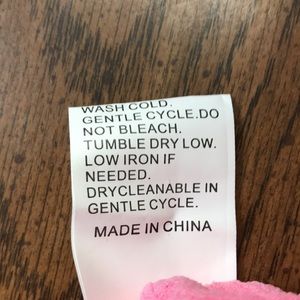 WASH COLD.
GENTLE CYCLE.DO
NOT BLEACH.
TUMBLE DRY LOW.
LOW IRON IF
NEEDED.
DRYCLEANABLE IN
GENTLE CYCLE.
MADE IN CHINA